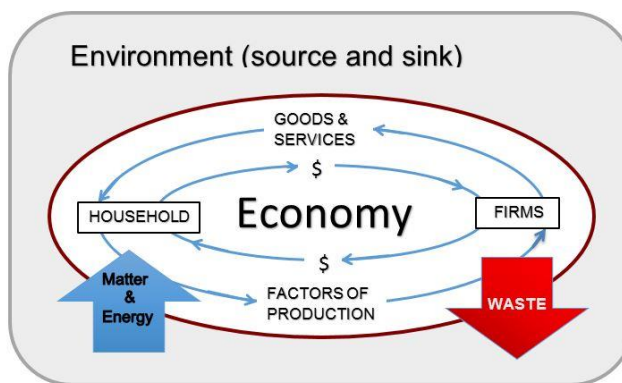 Environment (source and sink)
GOODS &
SERVICES
$
HOUSEHOLD
Economy
FIRMS
$
Matter
&
Energy
FACTORS OF
PRODUCTION
WASTE